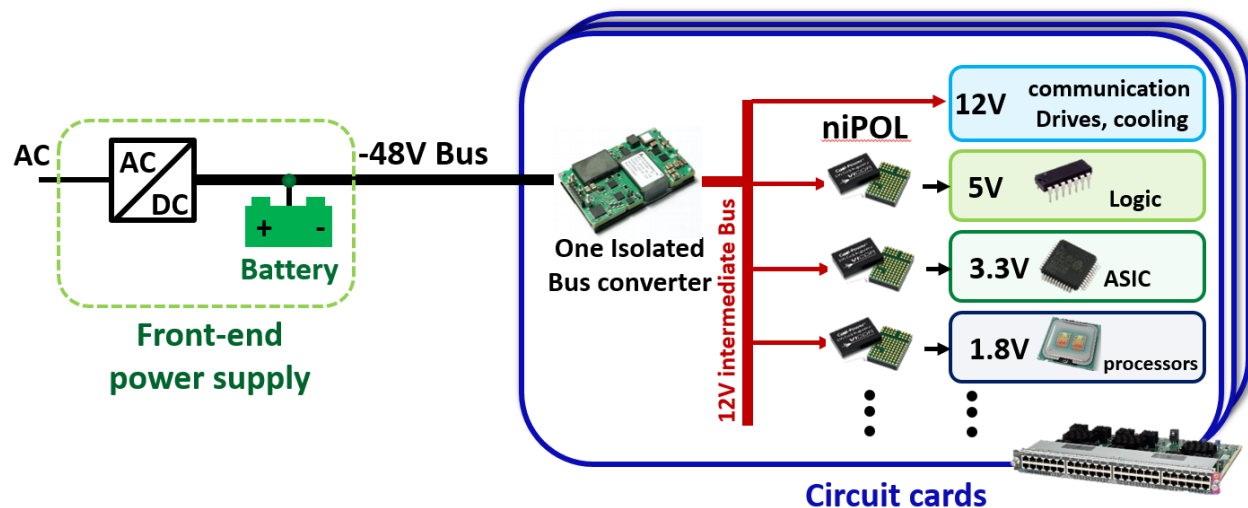 AC
AC
DC
-48V Bus
+
-
Battery
Front-end
power supply
One Isolated
Bus converter
12V intermediate Bus
niPOL
12V
communication
Drives, cooling
5V
Logic
3.3V
ASIC
1.8V
processors
Circuit cards